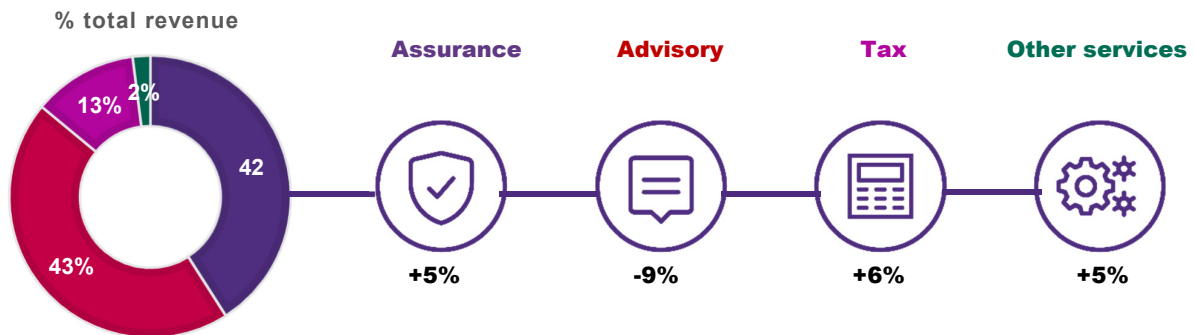 % total revenue
Assurance
Advisory
Tax
Other services
2%
13%
42
43%
+5%
-9%
+6%
+5%